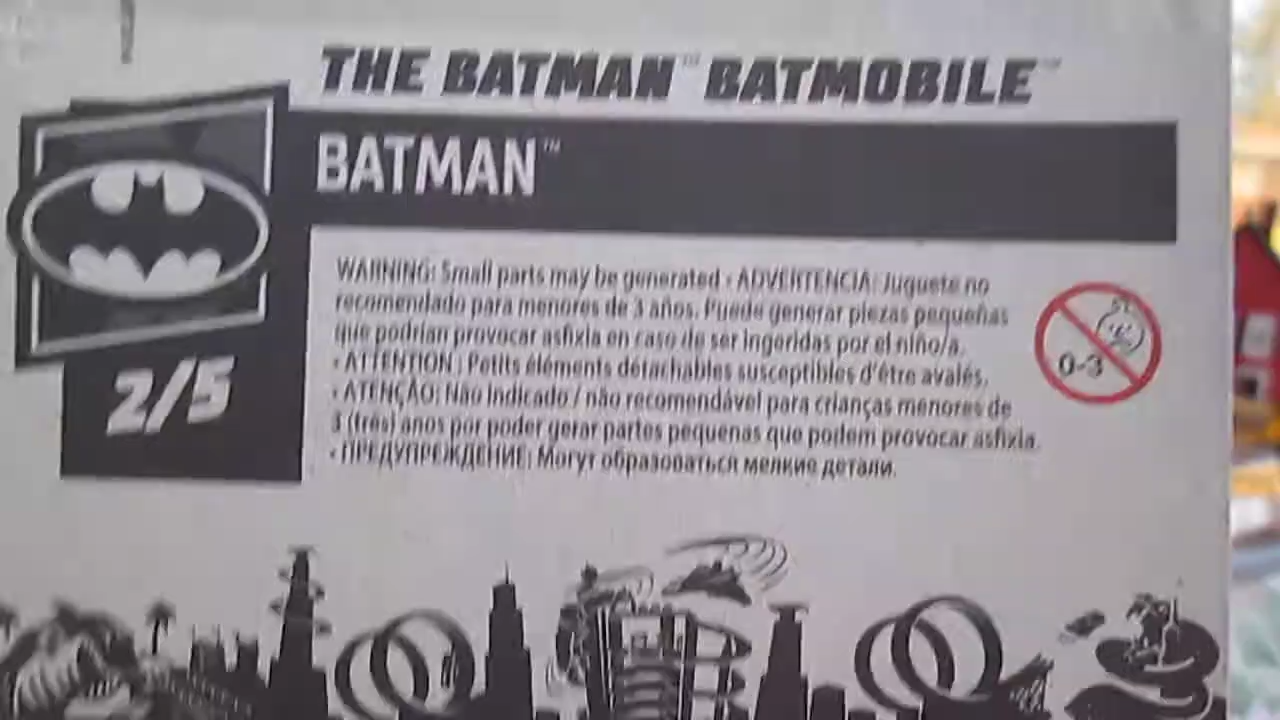 THE BATMAN™ BATMOBILE™
BATMAN™
2/5
WARNING: Small parts may be generated • ADVERTENCIA: Juguete no
recomendado para menores de 3 años. Puede generar piezas pequeñas
que podrían provocar asfixia en caso de ser ingeridas por el niño/a.
• ATTENTION : Petits éléments détachables susceptibles d'être avalés.
• ATENÇÃO: Não indicado / não recomendável para crianças menores de
3 (três) anos por poder gerar partes pequenas que podem provocar asfixia.
• ПРЕДУПРЕЖДЕНИЕ: Могут образоваться мелкие детали.
0-3